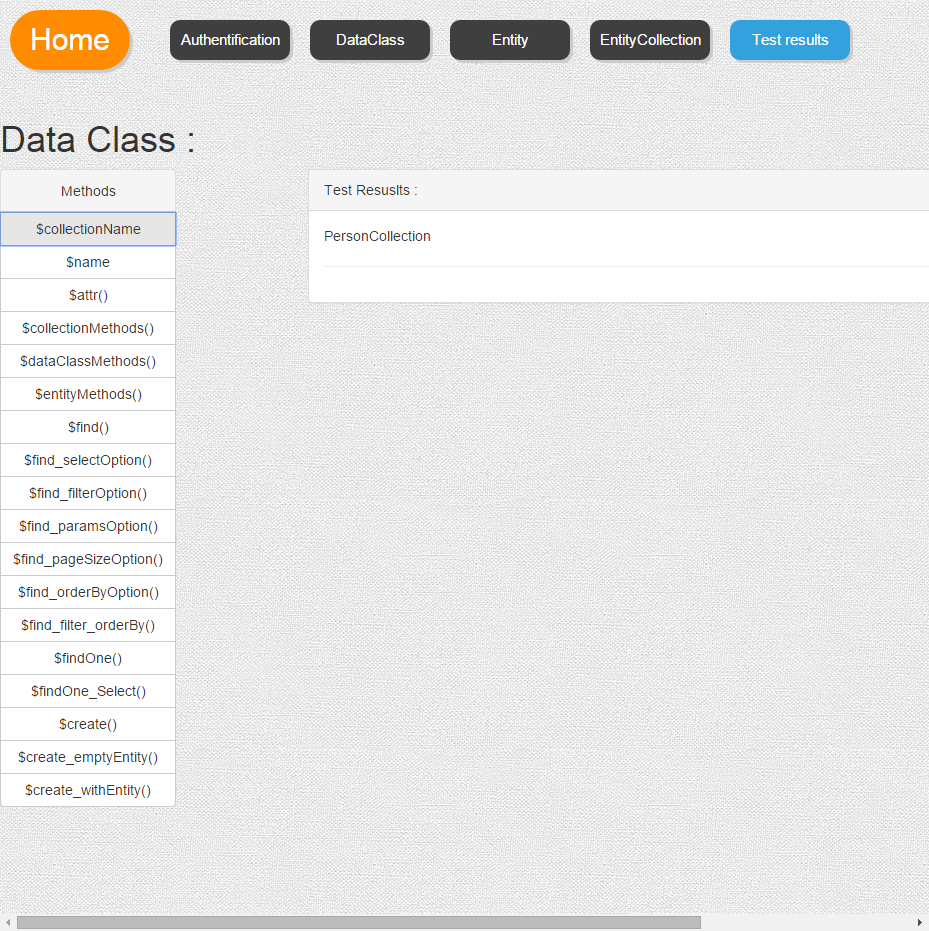 Home
Authentification
DataClass
Entity
EntityCollection
Test results
Data Class :
Methods
$collectionName
$name
$attr()
$collectionMethods()
$dataClassMethods()
$entityMethods()
$find()
$find_selectOption()
$find_filterOption()
$find_paramsOption()
$find_pageSizeOption()
$find_orderByOption()
$find_filter_orderBy()
$findOne()
$findOne_Select()
$create()
$create_emptyEntity()
$create_withEntity()
Test Resuslts :
PersonCollection